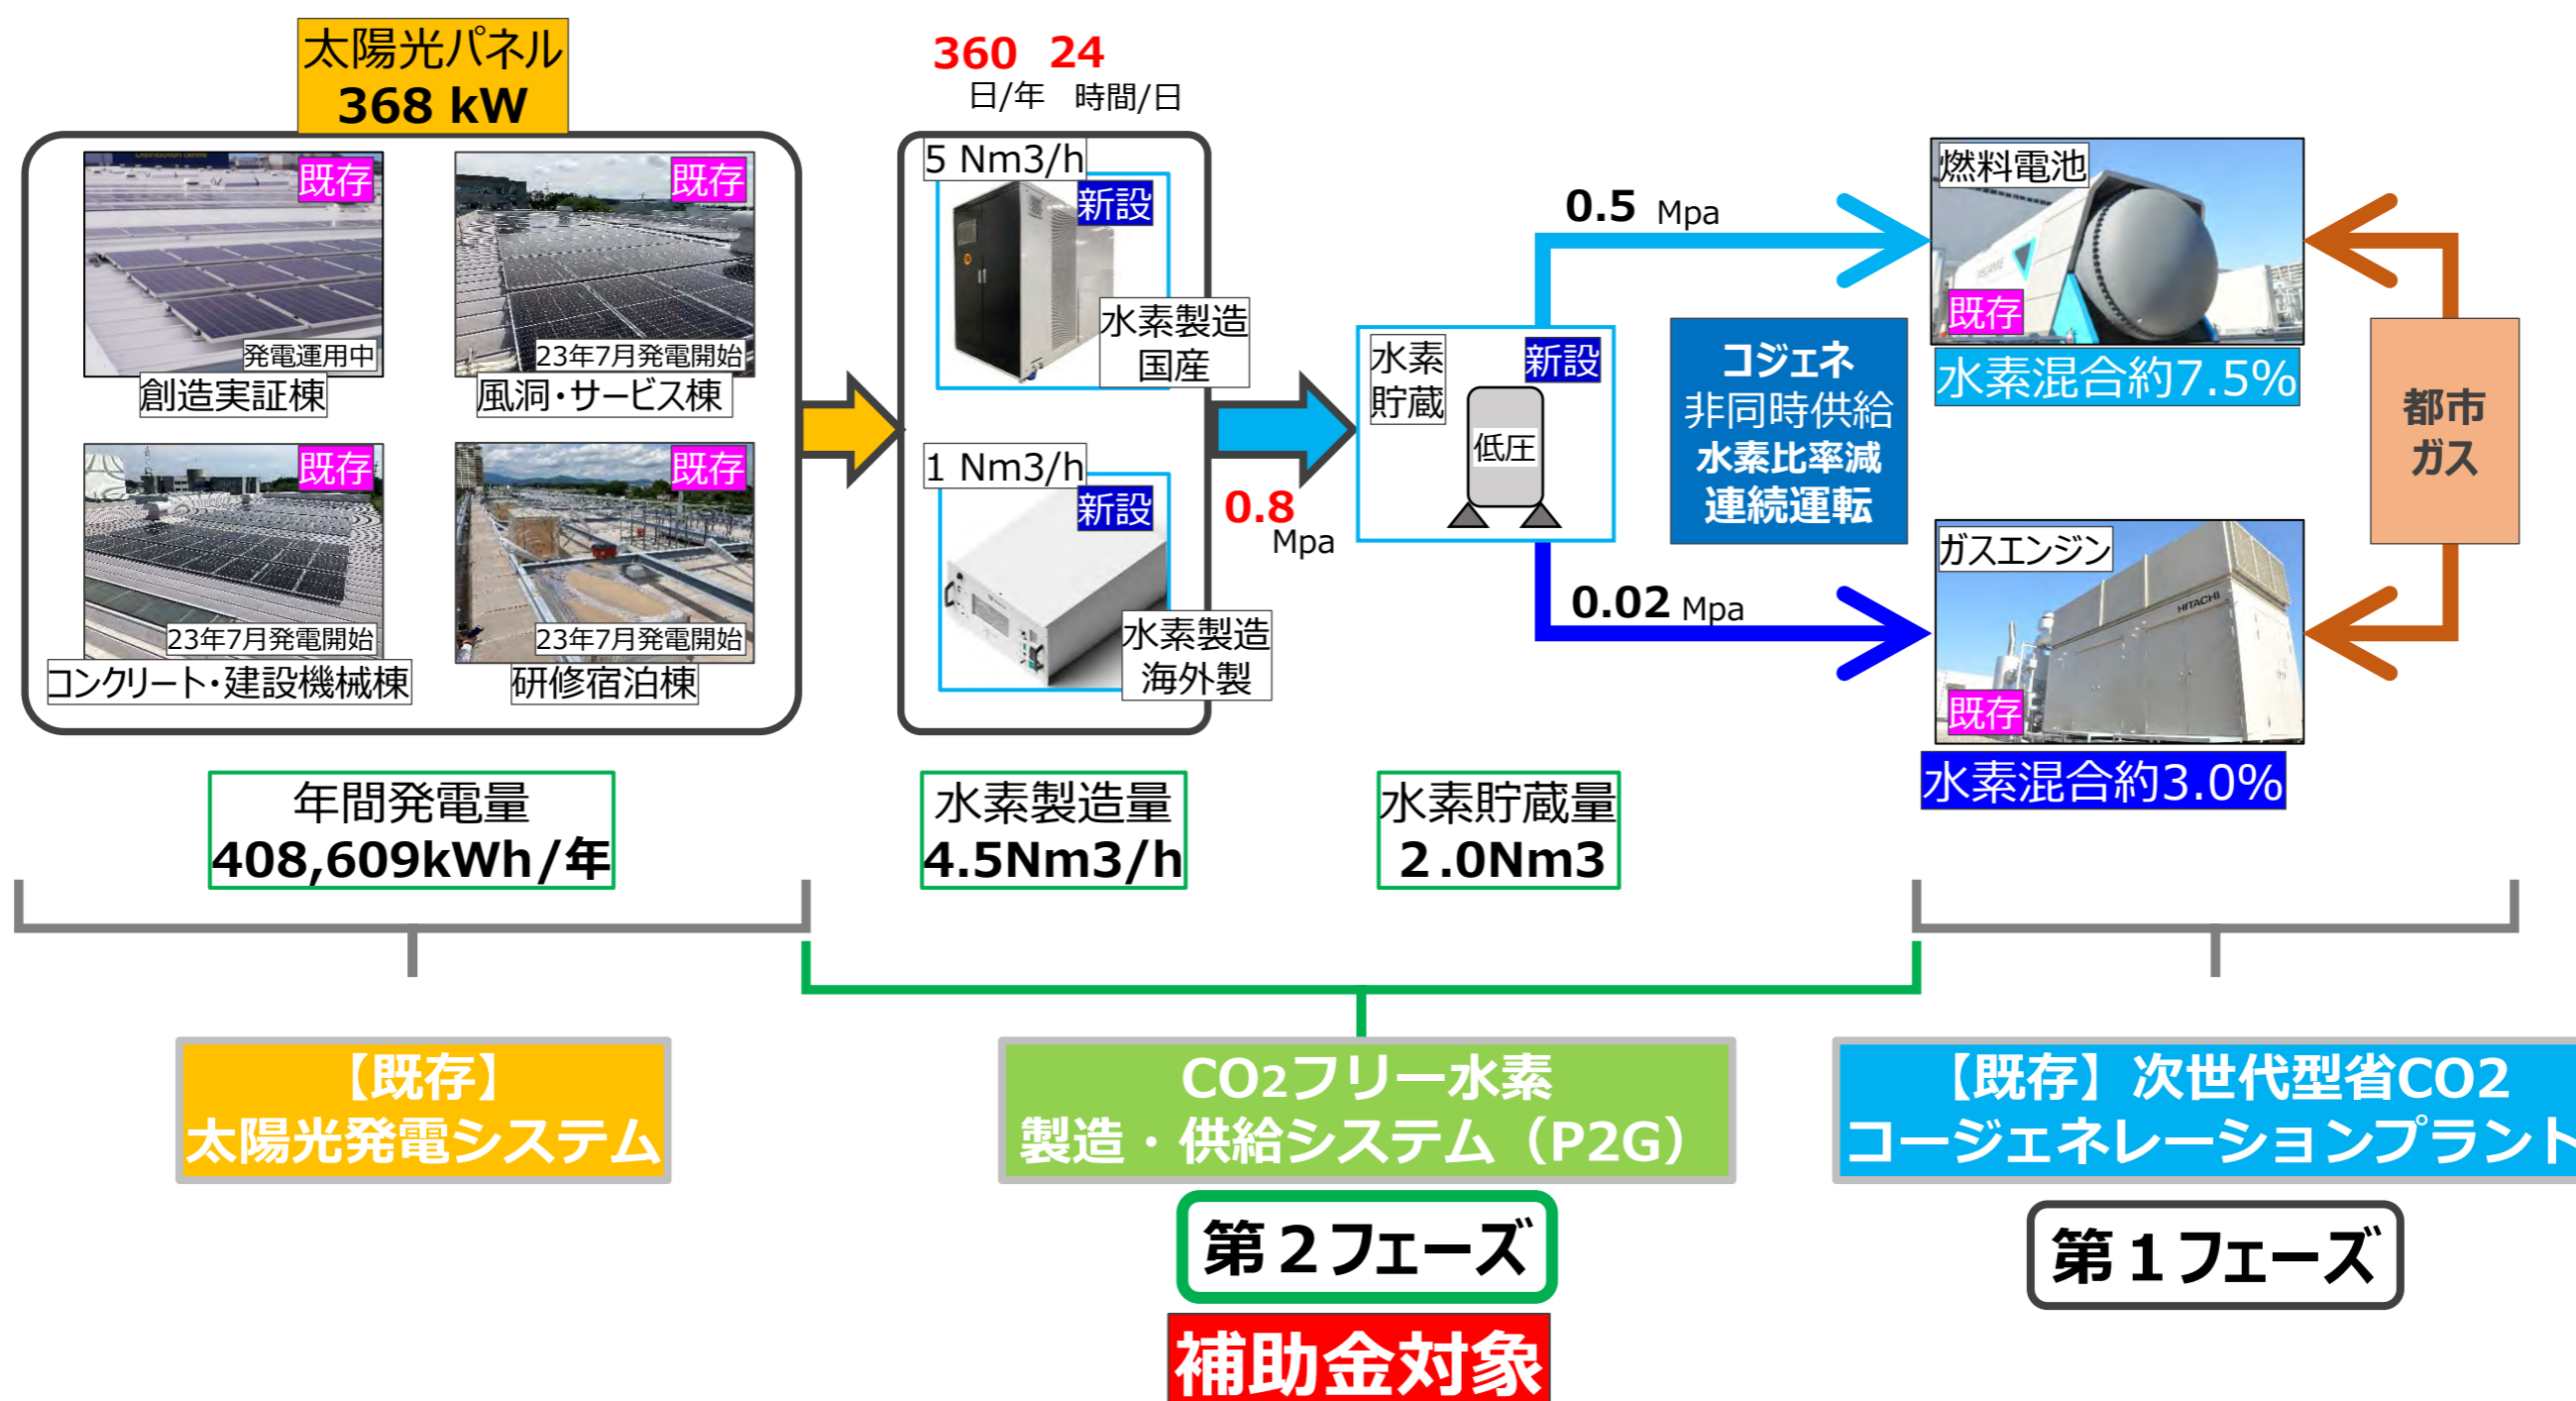 太陽光パネル
368 kW
既存
発電運用中
創造実証棟
既存
23年7月発電開始
風洞・サービス棟
既存
23年7月発電開始
コンクリート・建設機械棟
既存
23年7月発電開始
研修宿泊棟
年間発電量
408,609kWh/年
360 24
日/年 時間/日
5 Nm3/h
新設
水素製造
国産
1 Nm3/h
新設
水素製造
海外製
水素製造量
4.5Nm3/h
0.8
Mpa
水素
貯蔵
新設
低圧
水素貯蔵量
2.0Nm3
0.5 Mpa
0.02 Mpa
コジェネ
非同時供給
水素比率減
連続運転
燃料電池
既存
水素混合約7.5%
ガスエンジン
HITACHI
既存
水素混合約3.0%
都市
ガス
【既存】
太陽光発電システム
CO2フリー水素
製造・供給システム（P2G）
第2フェーズ
補助金対象
【既存】次世代型省CO2
コージェネレーションプラント
第1フェーズ